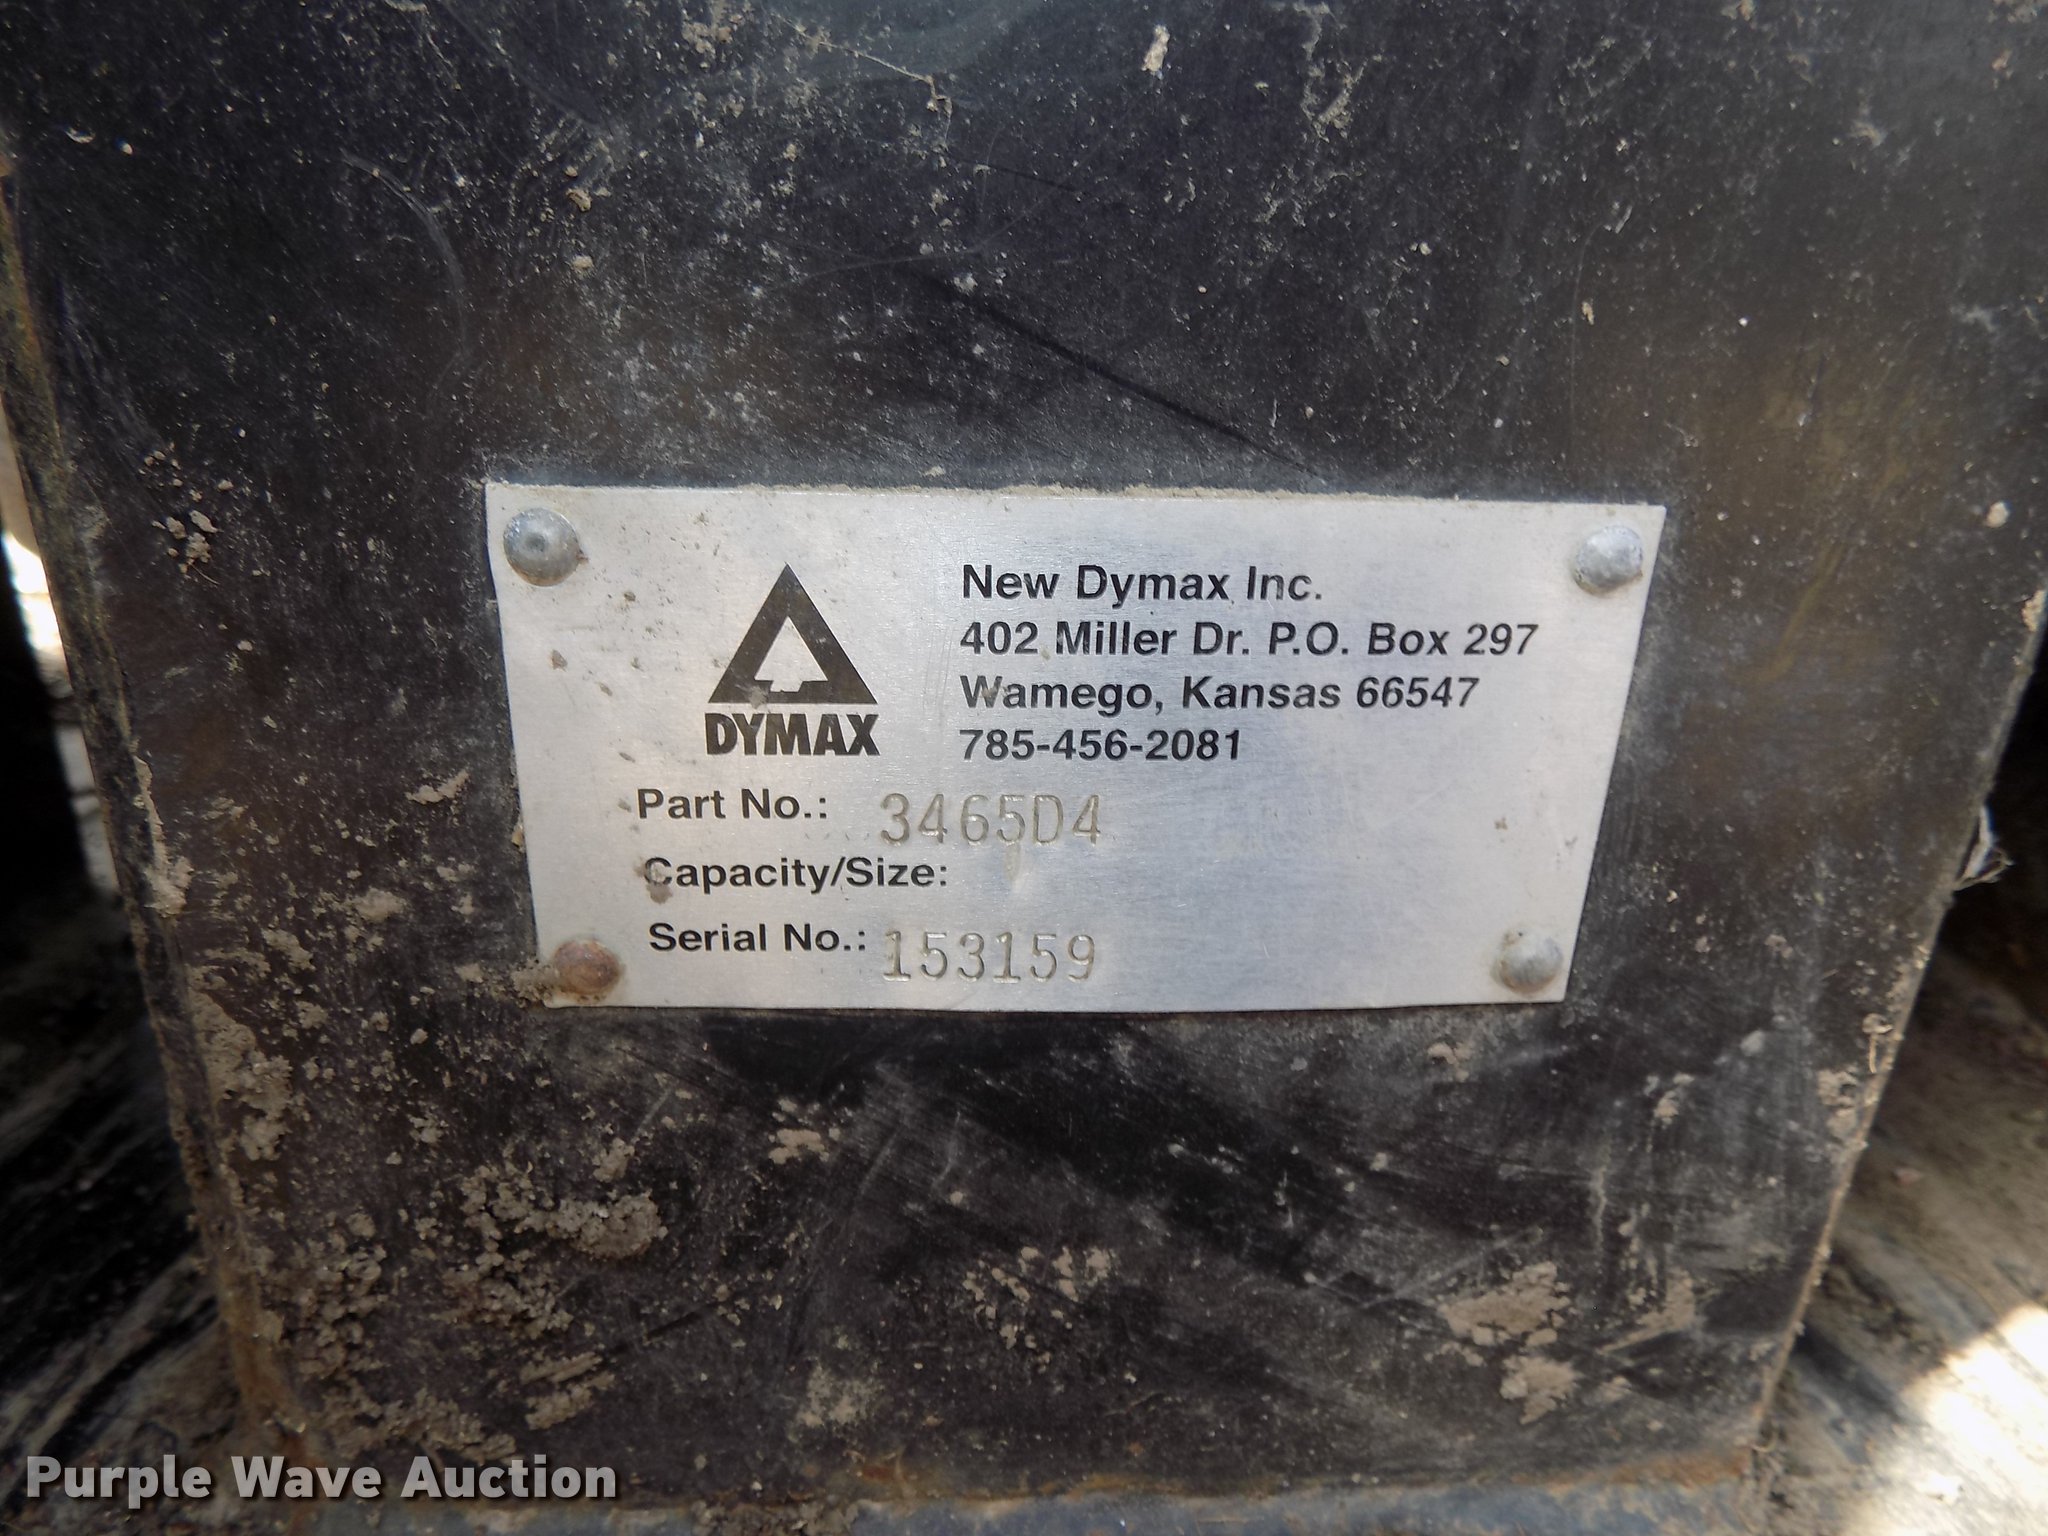 New Dymax Inc.
402 Miller Dr. P.O. Box 297
Wamego, Kansas 66547
785-456-2081
DYMAX
Part No.: 3465D4
Capacity/Size:
Serial No.: 153159
Purple Wave Auction